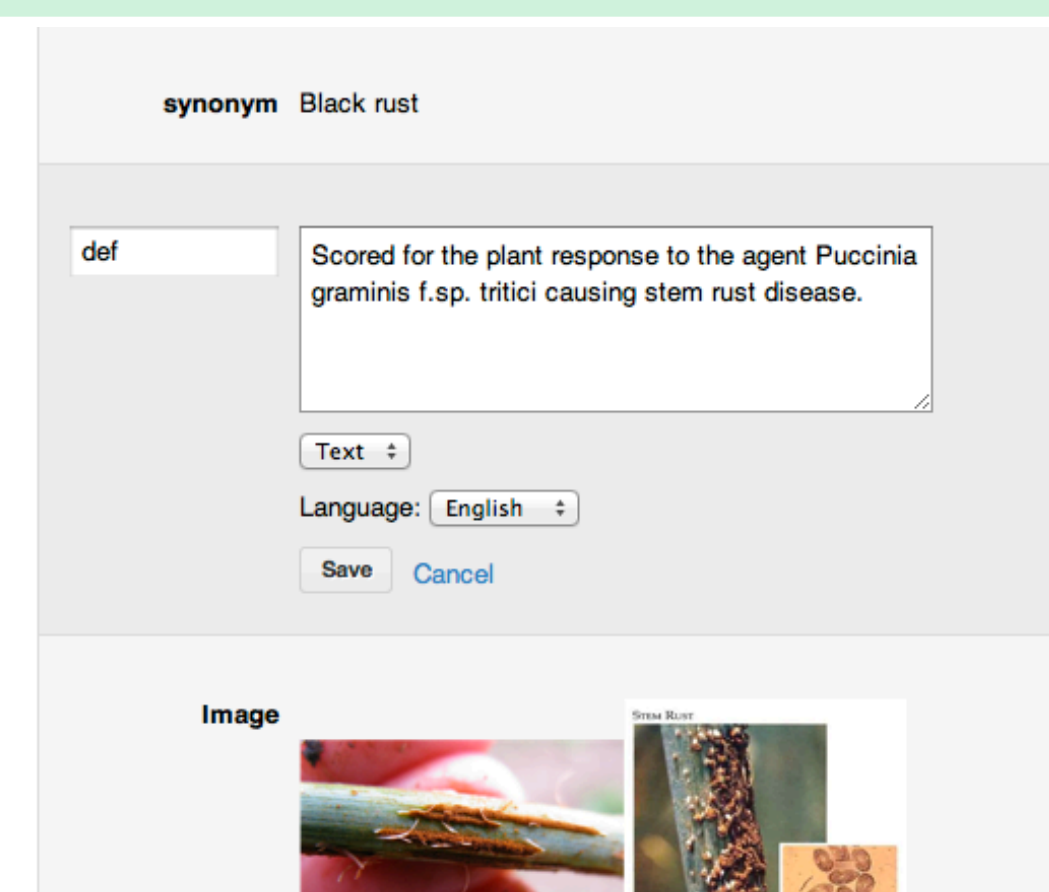 synonym Black rust
def
Scored for the plant response to the agent Puccinia
graminis f.sp. tritici causing stem rust disease.
Text
Language: English
Save Cancel
Image
STEM RUST